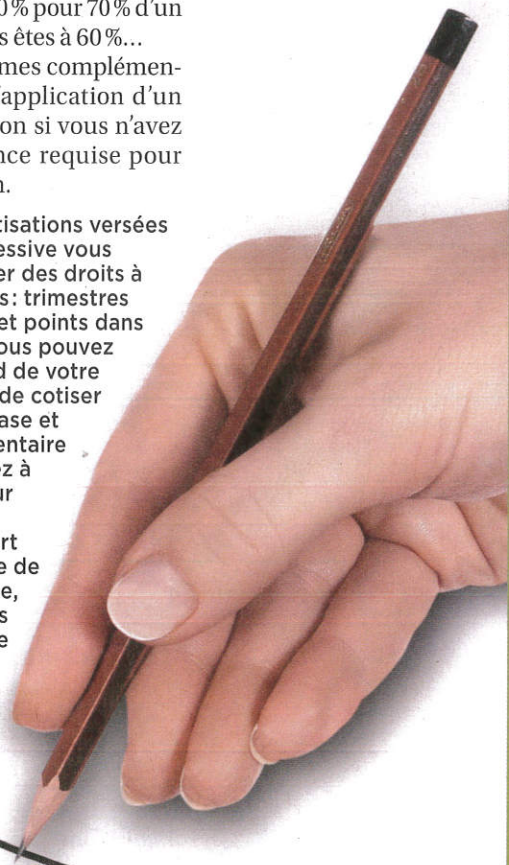 0 % pour 70 % d'un
s êtes à 60 %...
mes complémen-
'application d'un
on si vous n'avez
nce requise pour
n.
tisations versées
essive vous
er des droits à
s : trimestres
et points dans
ous pouvez
d de votre
de cotiser
ase et
entaire
ez à
ur
rt
e de
e,
s
e